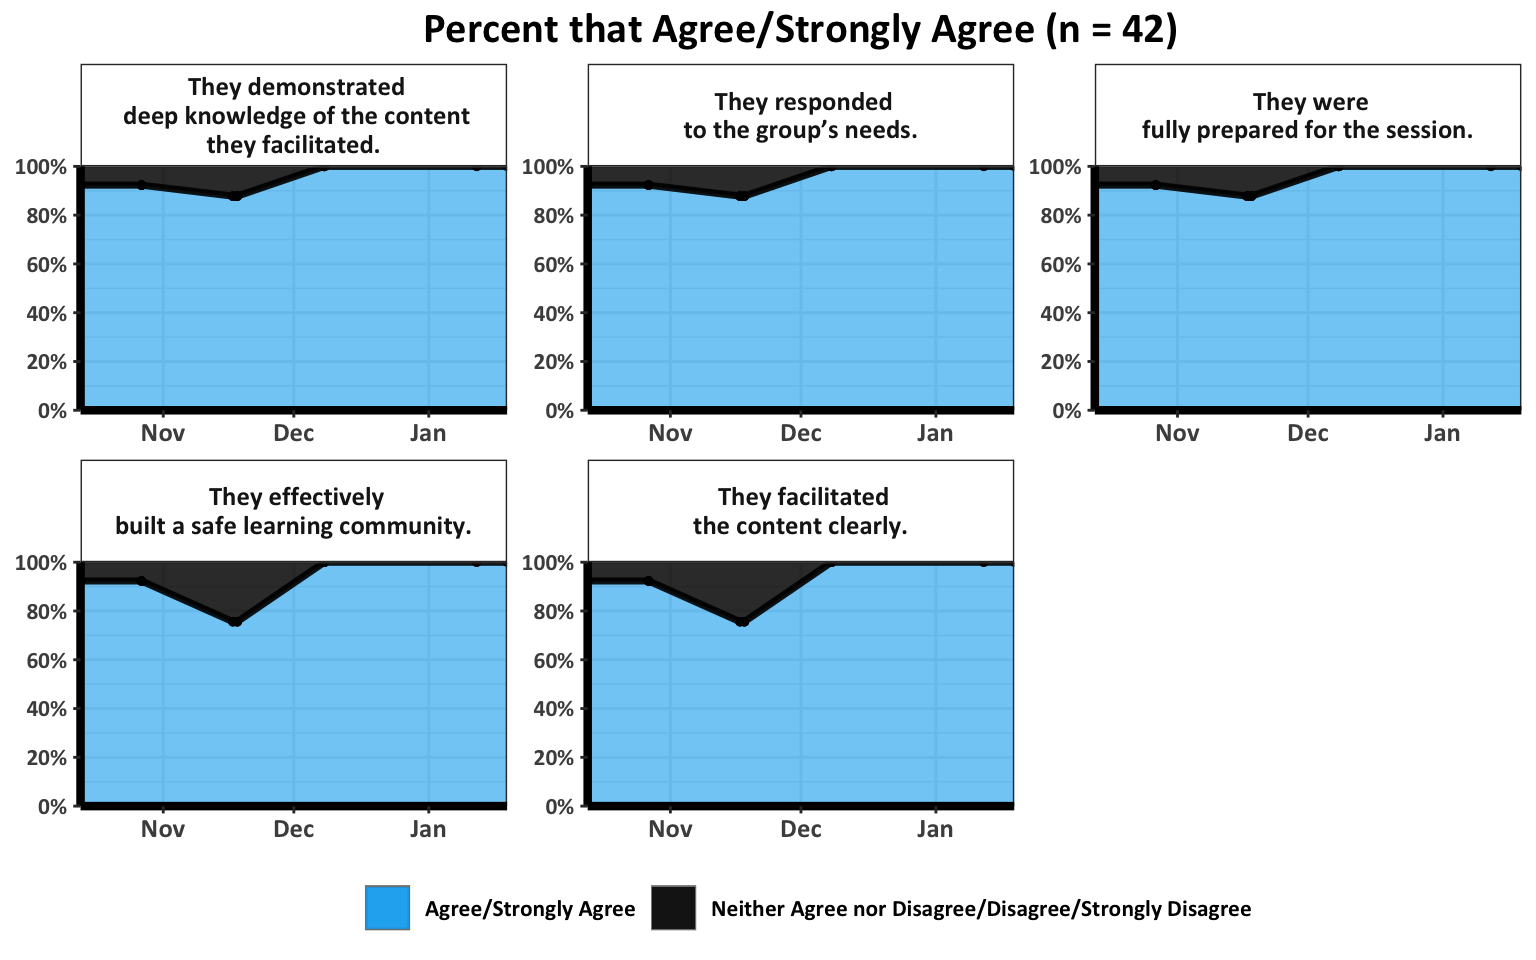 Percent that Agree/Strongly Agree (n = 42)
They demonstrated
deep knowledge of the content
they facilitated.
100%
80%
60%
40%
20%
0%
Nov Dec Jan
They responded
to the group’s needs.
100%
80%
60%
40%
20%
0%
Nov Dec Jan
They were
fully prepared for the session.
100%
80%
60%
40%
20%
0%
Nov Dec Jan
They effectively
built a safe learning community.
100%
80%
60%
40%
20%
0%
Nov Dec Jan
They facilitated
the content clearly.
100%
80%
60%
40%
20%
0%
Nov Dec Jan
Agree/Strongly Agree Neither Agree nor Disagree/Disagree/Strongly Disagree